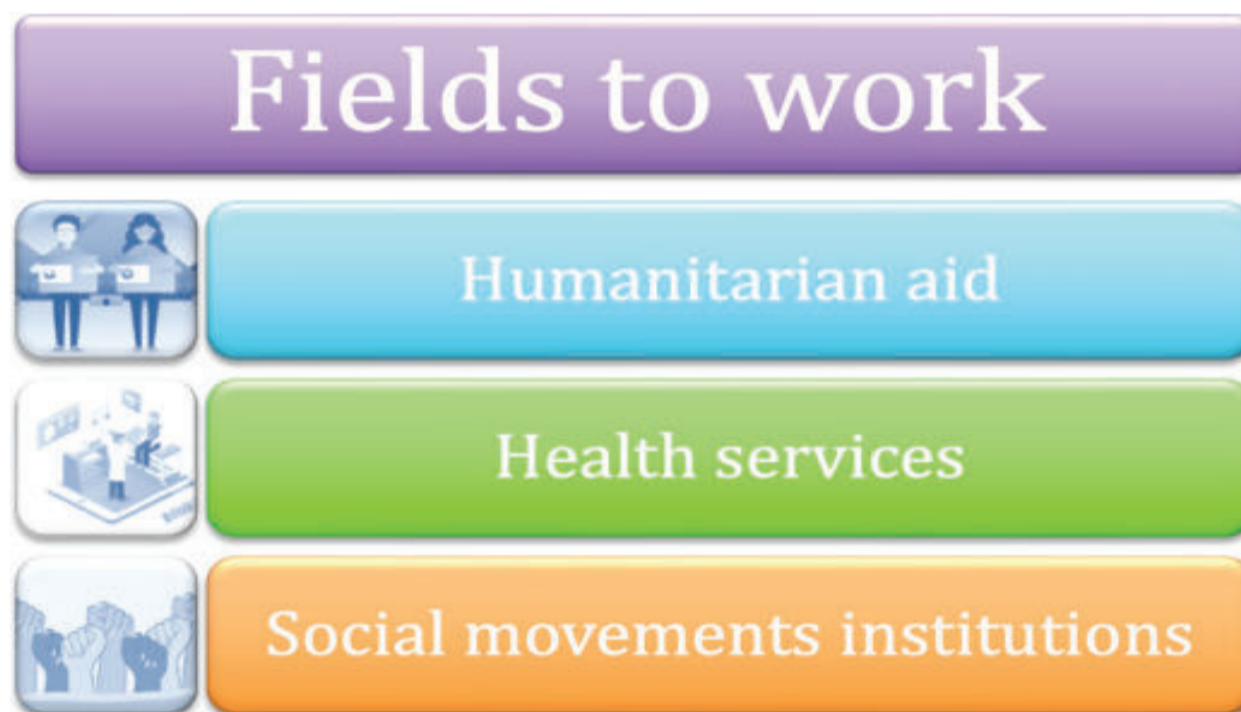 Fields to work
Humanitarian aid
Health services
Social movements institutions